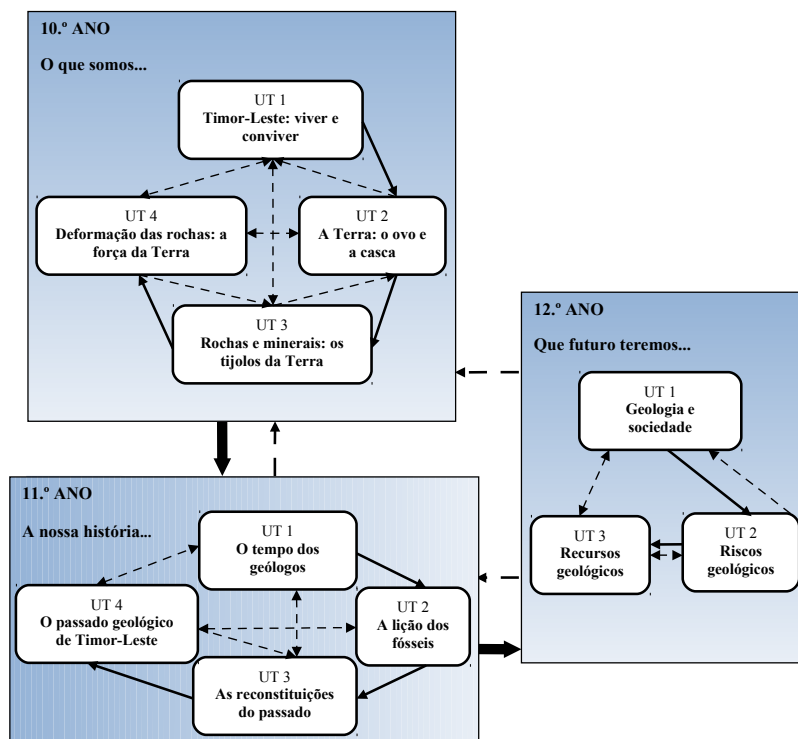 10.º ANO
O que somos...
UT 1
Timor-Leste: viver e
conviver
UT 4
Deformação das rochas: a
força da Terra
UT 2
A Terra: o ovo e
a casca
UT 3
Rochas e minerais: os
tijolos da Terra
11.º ANO
A nossa história...
UT 1
O tempo dos
geólogos
UT 4
O passado geológico
de Timor-Leste
UT 2
A lição dos
fósseis
UT 3
As reconstituições
do passado
12.º ANO
Que futuro teremos...
UT 1
Geologia e
sociedade
UT 3
Recursos
geológicos
UT 2
Riscos
geológicos